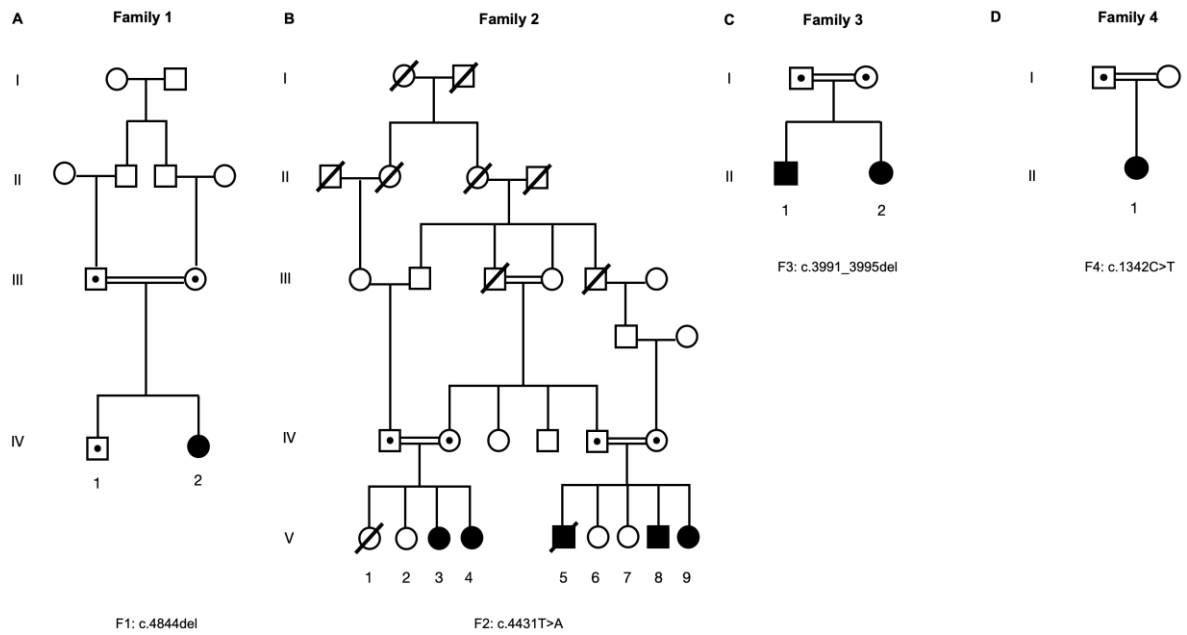 A Family 1 B Family 2 C Family 3 D Family 4
I I I I
II II II II
1 2 1
III III
F3: c.3991_3995del F4: c.1342C>T
IV IV
1 2
V
1 2 3 4 5 6 7 8 9
F1: c.4844del F2: c.4431T>A